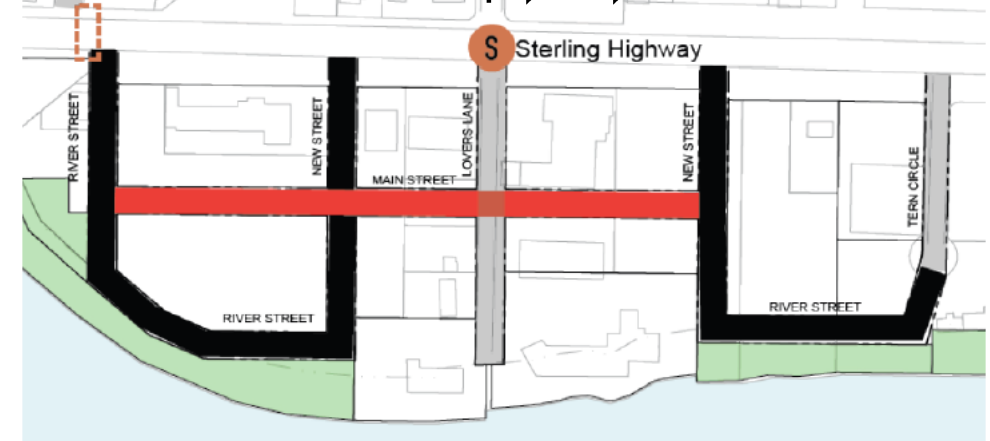 S Sterling Highway
RIVER STREET
NEW STREET
LOVERS LANE
NEW STREET
TERN CIRCLE
MAIN STREET
RIVER STREET
RIVER STREET